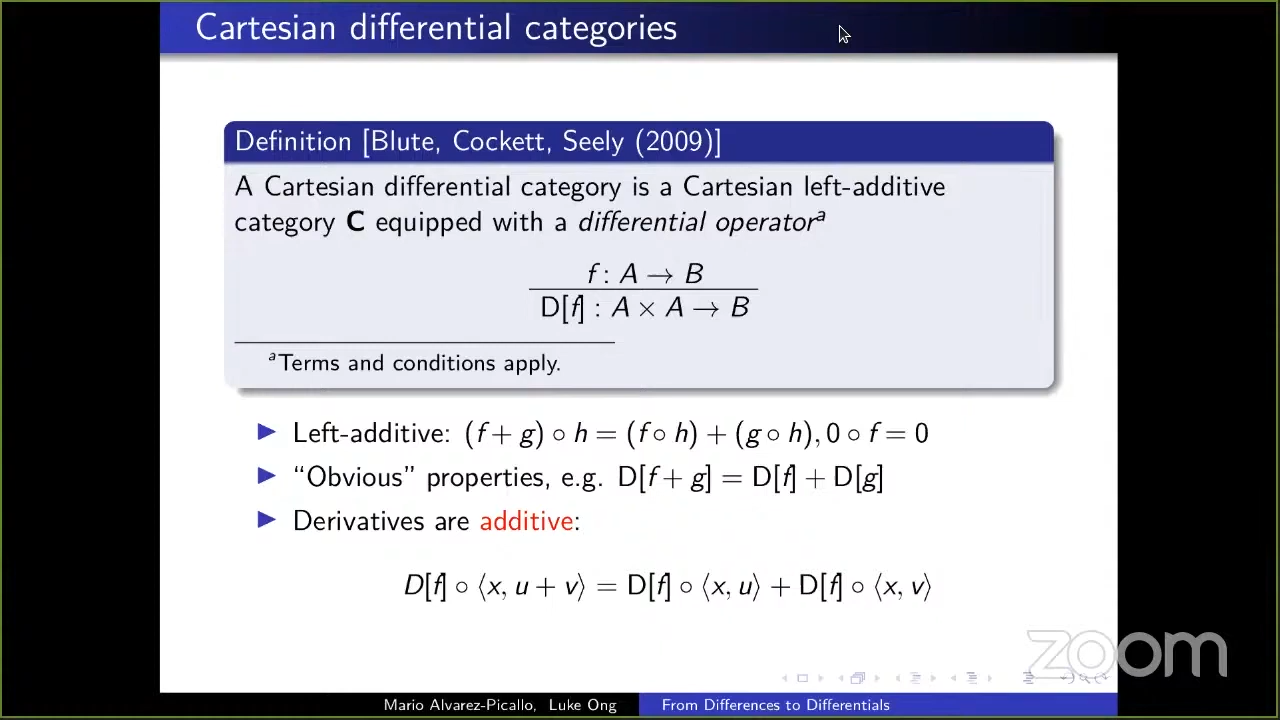 Cartesian differential categories
Definition [Blute, Cockett, Seely (2009)]
A Cartesian differential category is a Cartesian left-additive
category C equipped with a differential operatorᵃ
f : A → B
D[f] : A × A → B
ᵃTerms and conditions apply.
▶ Left-additive: (f + g) ∘ h = (f ∘ h) + (g ∘ h), 0 ∘ f = 0
▶ “Obvious” properties, e.g. D[f + g] = D[f] + D[g]
▶ Derivatives are additive:
D[f] ∘ ⟨x, u + v⟩ = D[f] ∘ ⟨x, u⟩ + D[f] ∘ ⟨x, v⟩
zoom
Mario Alvarez-Picallo, Luke Ong From Differences to Differentials